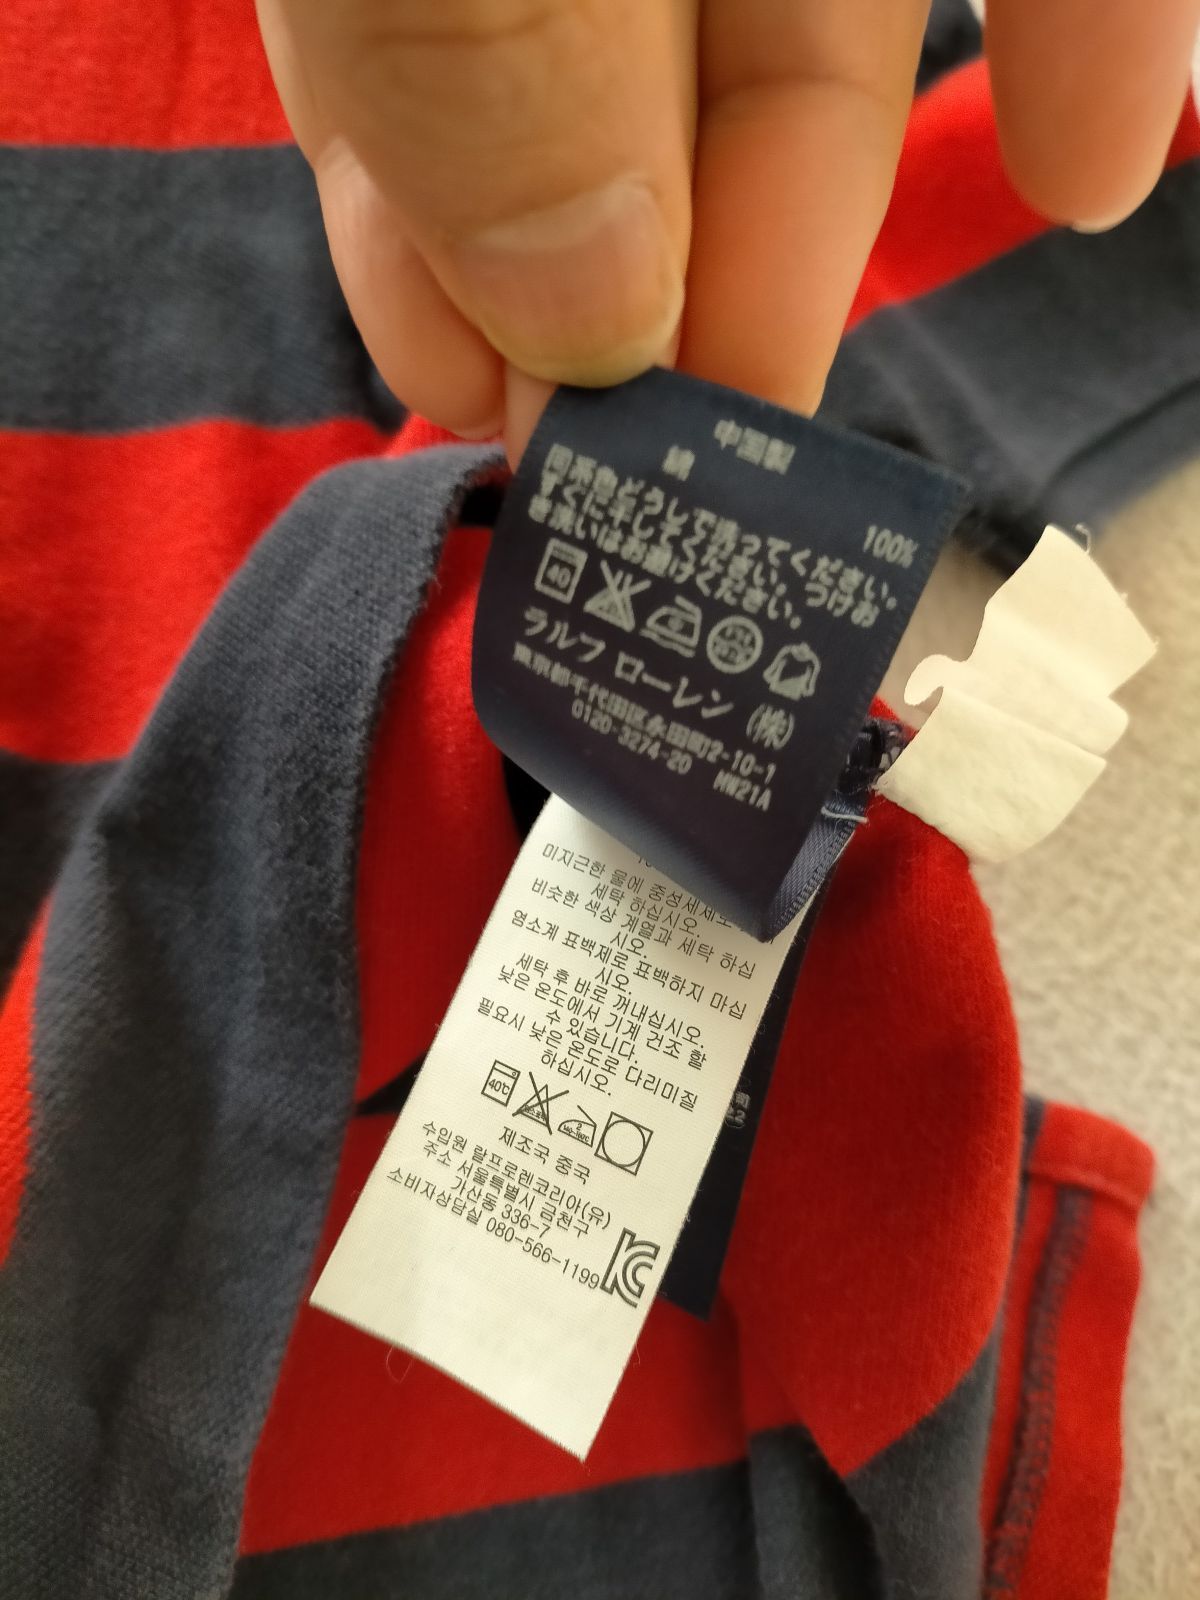 中国製
綿 100%
同系色どうしで洗ってください。
すぐに干してください。つけお
き洗いはお避けください。
40
ラルフ ローレン (株)
東京都千代田区永田町2-10-1
0120-3274-20 MW21A
미지근한 물에 중성세제로
세탁 하십시오.
비슷한 색상 계열과 세탁 하십
시오.
염소계 표백제로 표백하지 마십
시오.
세탁 후 바로 꺼내십시오.
낮은 온도에서 기계 건조 할
수 있습니다.
필요시 낮은 온도로 다리미질
하십시오.
40℃
제조국 중국
수입원 랄프로렌코리아(유)
주소 서울특별시 금천구
가산동 336-7
소비자상담실 080-566-1199
KC
司
22